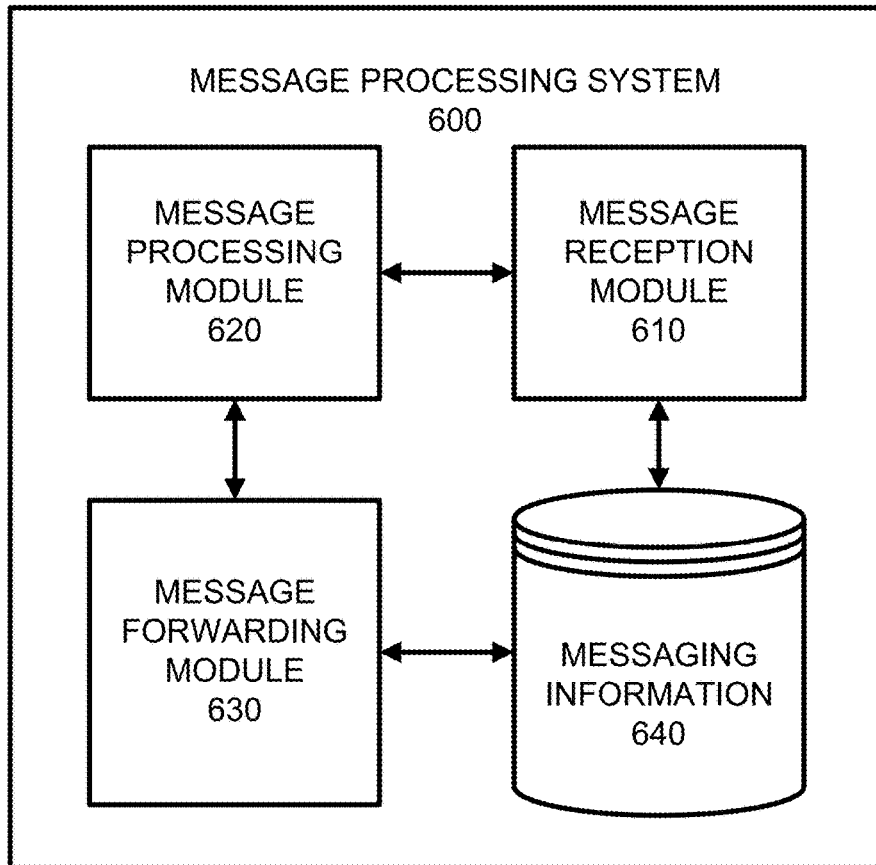 MESSAGE PROCESSING SYSTEM
600
MESSAGE
PROCESSING
MODULE
620
MESSAGE
RECEPTION
MODULE
610
MESSAGE
FORWARDING
MODULE
630
MESSAGING
INFORMATION
640